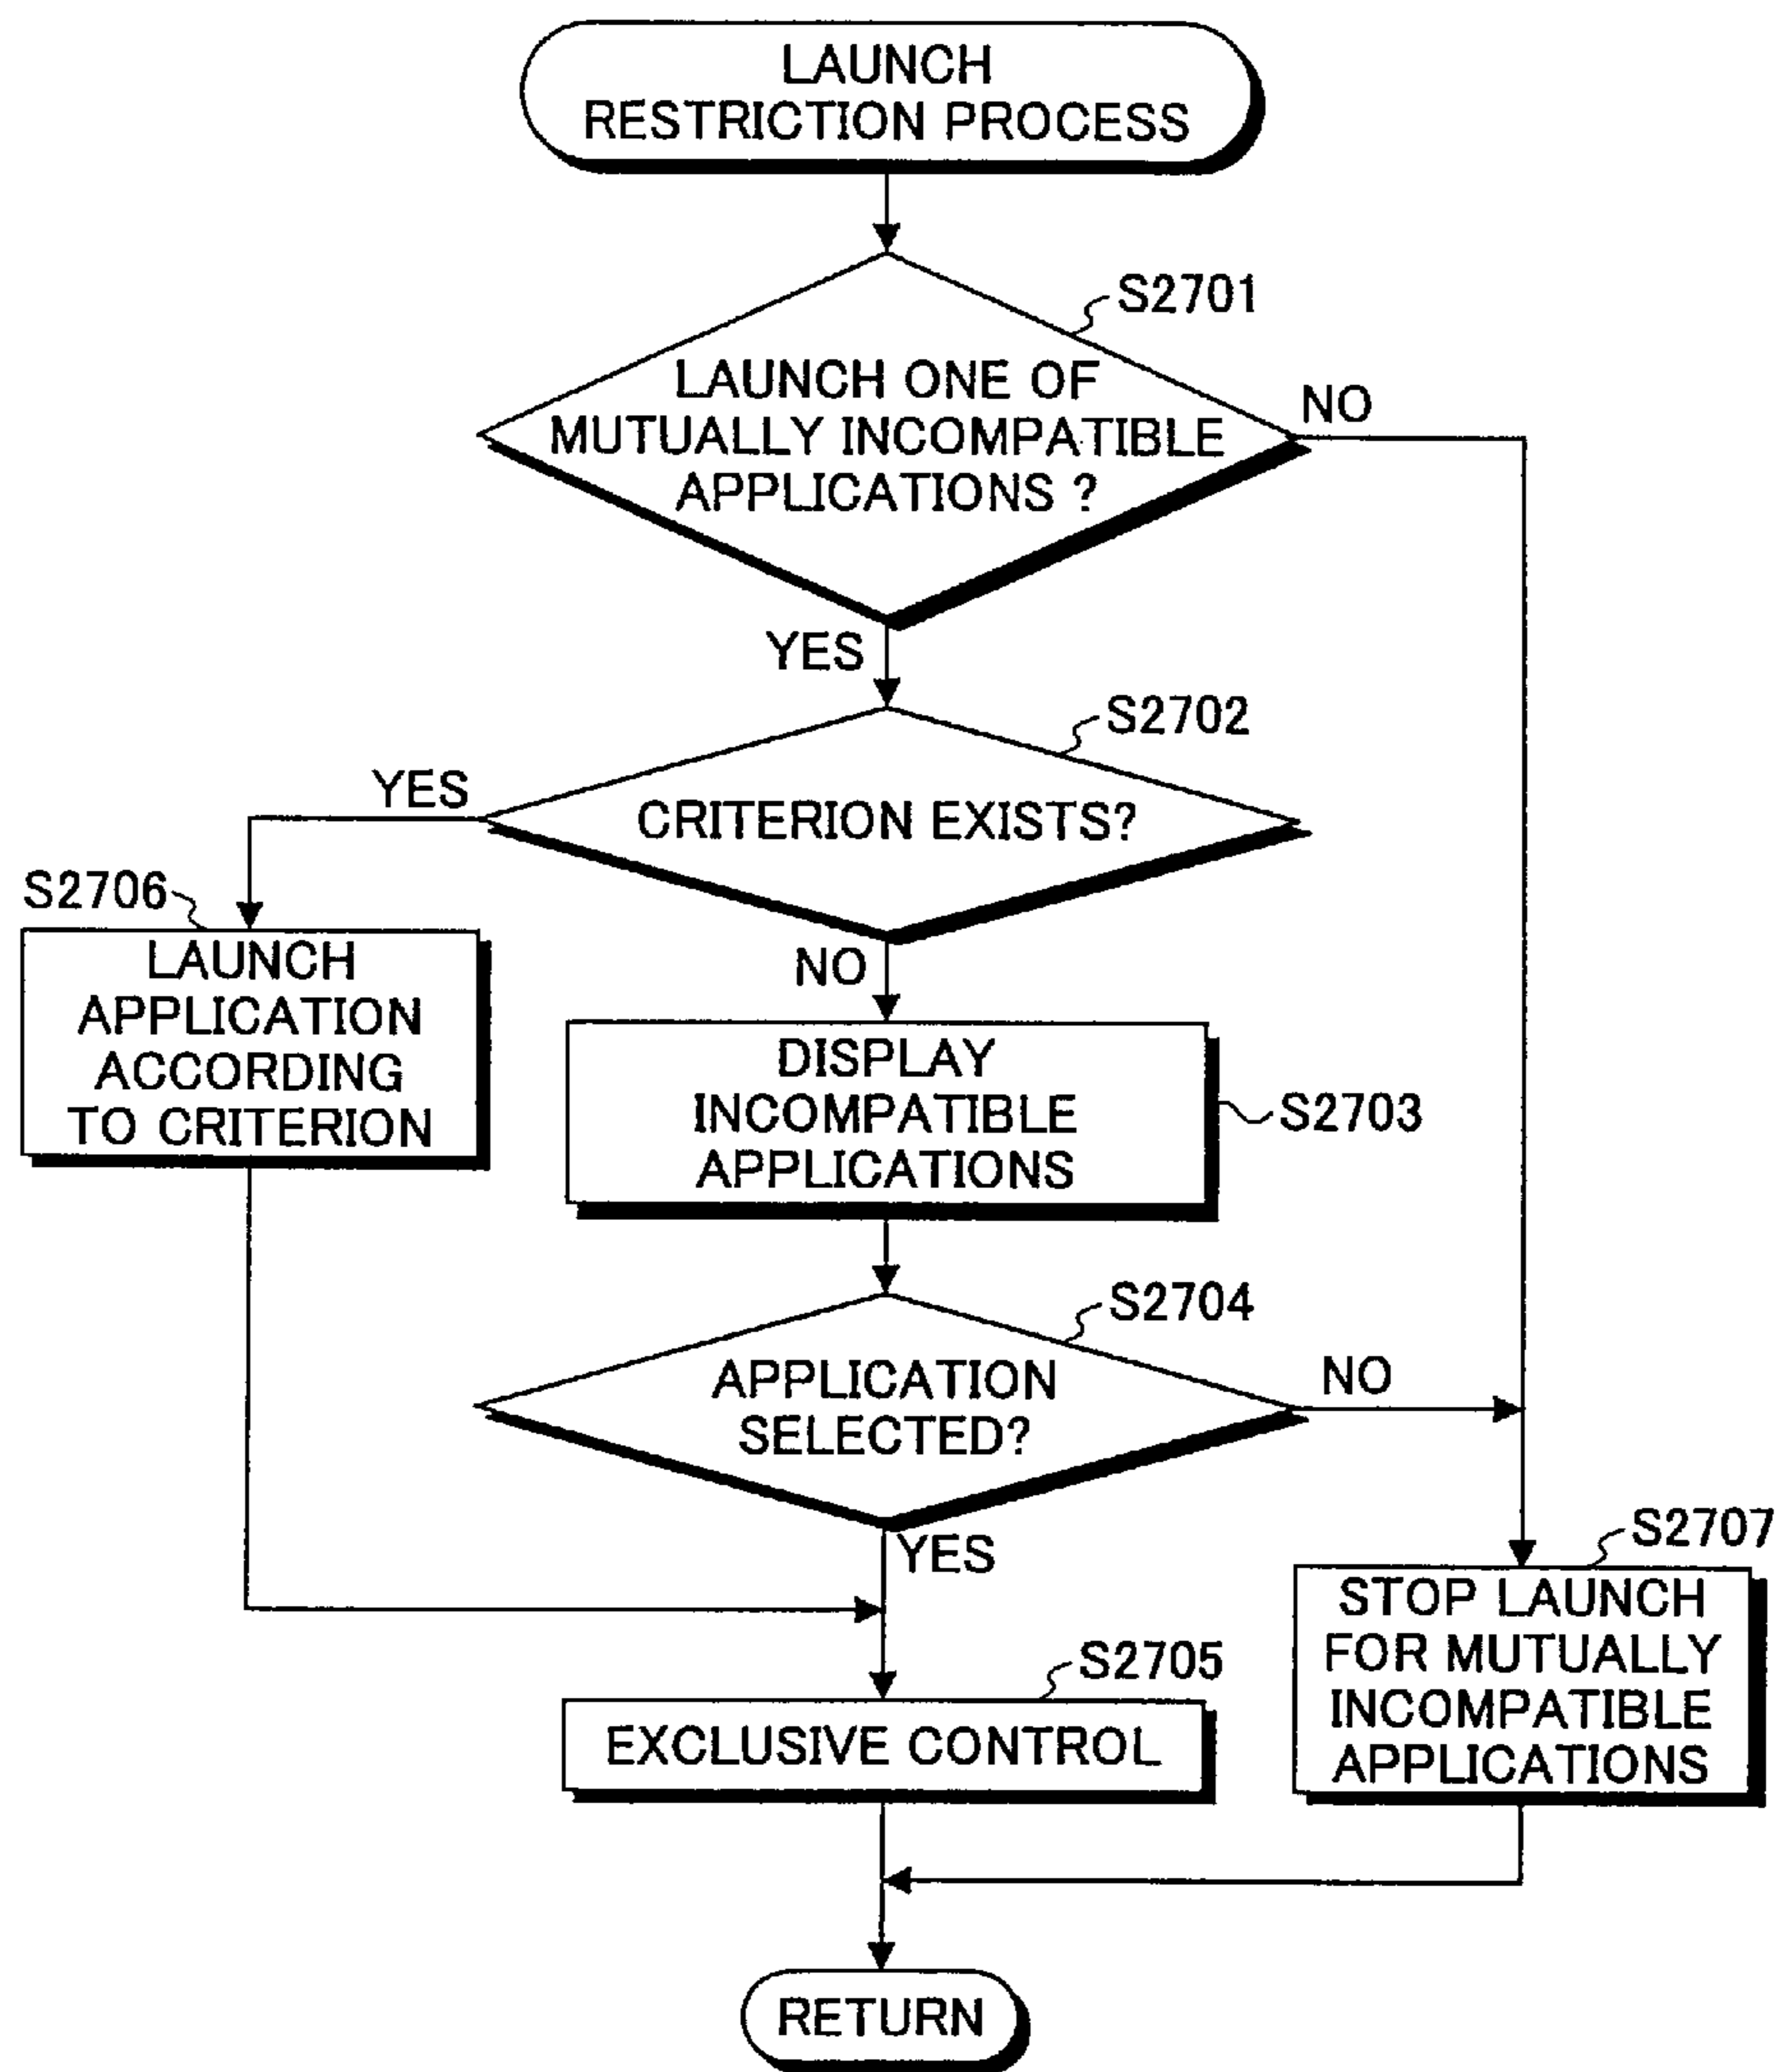 LAUNCH
RESTRICTION PROCESS
S2701
LAUNCH ONE OF
MUTUALLY INCOMPATIBLE
APPLICATIONS ?
NO
YES
S2702
CRITERION EXISTS?
YES
NO
S2706
LAUNCH
APPLICATION
ACCORDING
TO CRITERION
DISPLAY
INCOMPATIBLE
APPLICATIONS
S2703
S2704
APPLICATION
SELECTED?
NO
YES
S2707
STOP LAUNCH
FOR MUTUALLY
INCOMPATIBLE
APPLICATIONS
S2705
EXCLUSIVE CONTROL
RETURN